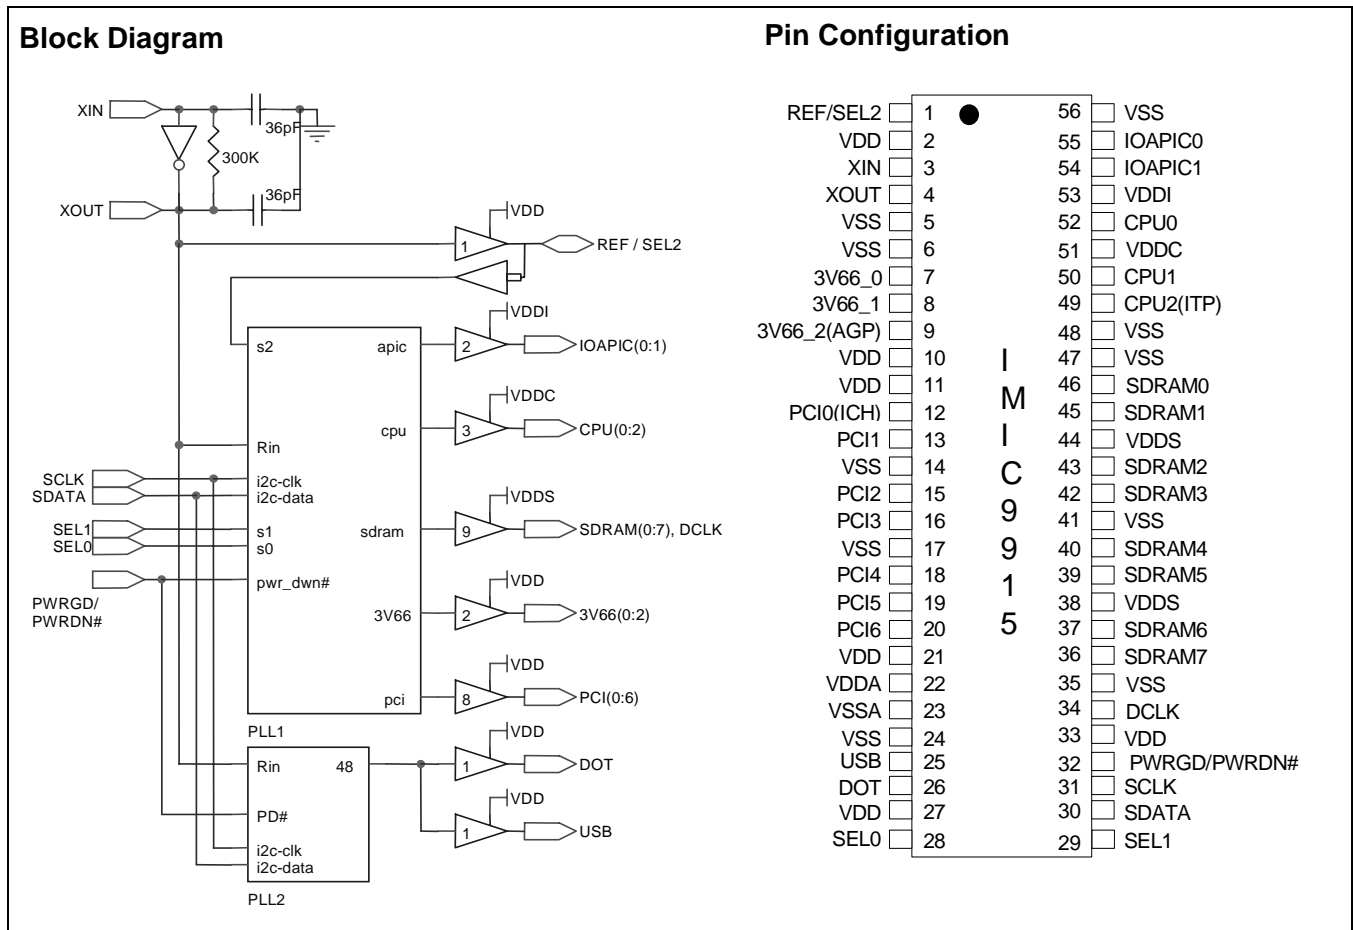 Block Diagram
XIN
36pF
300K
36pF
XOUT
VDD
1
REF / SEL2
VDDI
s2
apic
2
IOAPIC(0:1)
VDDC
cpu
3
CPU(0:2)
Rin
SCLK
i2c-clk
SDATA
i2c-data
VDDS
SEL1
s1
sdram
9
SDRAM(0:7), DCLK
SEL0
s0
pwr_dwn#
VDD
PWRGD/
PWRDN#
3V66
2
3V66(0:2)
VDD
pci
8
PCI(0:6)
PLL1
VDD
Rin
48
1
DOT
VDD
PD#
1
USB
i2c-clk
i2c-data
PLL2
Pin Configuration
REF/SEL2 1 56 VSS
VDD 2 55 IOAPIC0
XIN 3 54 IOAPIC1
XOUT 4 53 VDDI
VSS 5 52 CPU0
VSS 6 51 VDDC
3V66_0 7 50 CPU1
3V66_1 8 49 CPU2(ITP)
3V66_2(AGP) 9 48 VSS
VDD 10 47 VSS
VDD 11 46 SDRAM0
PCI0(ICH) 12 45 SDRAM1
PCI1 13 44 VDDS
VSS 14 43 SDRAM2
PCI2 15 42 SDRAM3
PCI3 16 41 VSS
VSS 17 40 SDRAM4
PCI4 18 39 SDRAM5
PCI5 19 38 VDDS
PCI6 20 37 SDRAM6
VDD 21 36 SDRAM7
VDDA 22 35 VSS
VSSA 23 34 DCLK
VSS 24 33 VDD
USB 25 32 PWRGD/PWRDN#
DOT 26 31 SCLK
VDD 27 30 SDATA
SEL0 28 29 SEL1
I
M
I
C
9
9
1
5